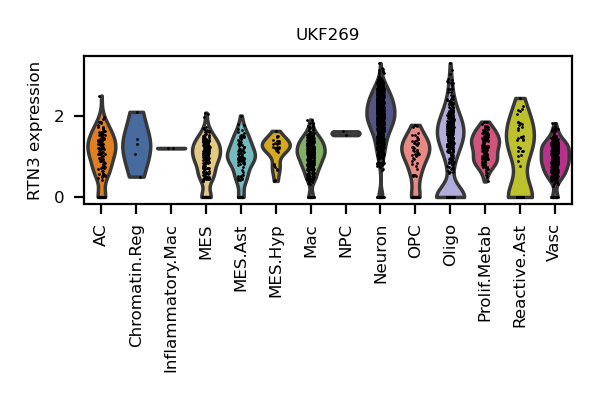 UKF269
RTN3 expression
2
0
AC
Chromatin.Reg
Inflammatory.Mac
MES
MES.Ast
MES.Hyp
Mac
NPC
Neuron
OPC
Oligo
Prolif.Metab
Reactive.Ast
Vasc